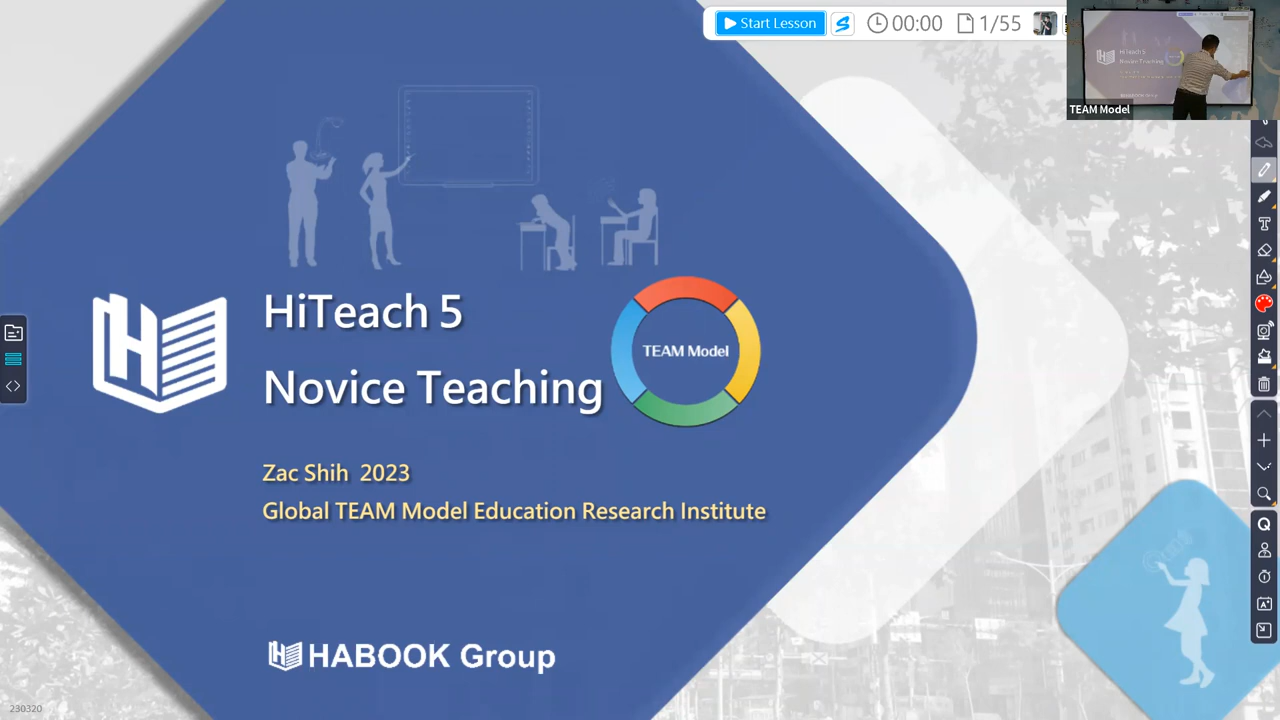 Start Lesson
00:00
1/55
TEAM Model
HiTeach 5
Novice Teaching
TEAM Model
Zac Shih 2023
Global TEAM Model Education Research Institute
HABOOK Group
230320